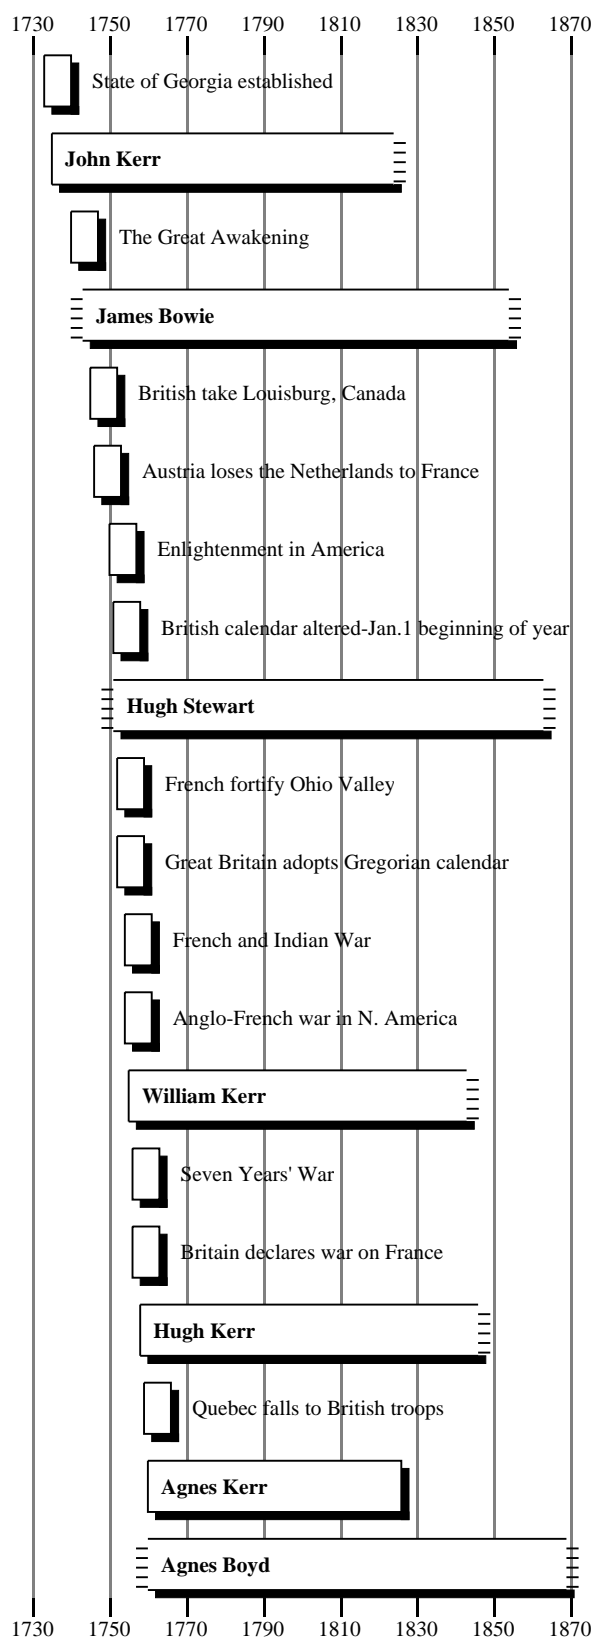 1730 1750 1770 1790 1810 1830 1850 1870
State of Georgia established
John Kerr
The Great Awakening
James Bowie
British take Louisburg, Canada
Austria loses the Netherlands to France
Enlightenment in America
British calendar altered-Jan.1 beginning of year
Hugh Stewart
French fortify Ohio Valley
Great Britain adopts Gregorian calendar
French and Indian War
Anglo-French war in N. America
William Kerr
Seven Years' War
Britain declares war on France
Hugh Kerr
Quebec falls to British troops
Agnes Kerr
Agnes Boyd
1730 1750 1770 1790 1810 1830 1850 1870